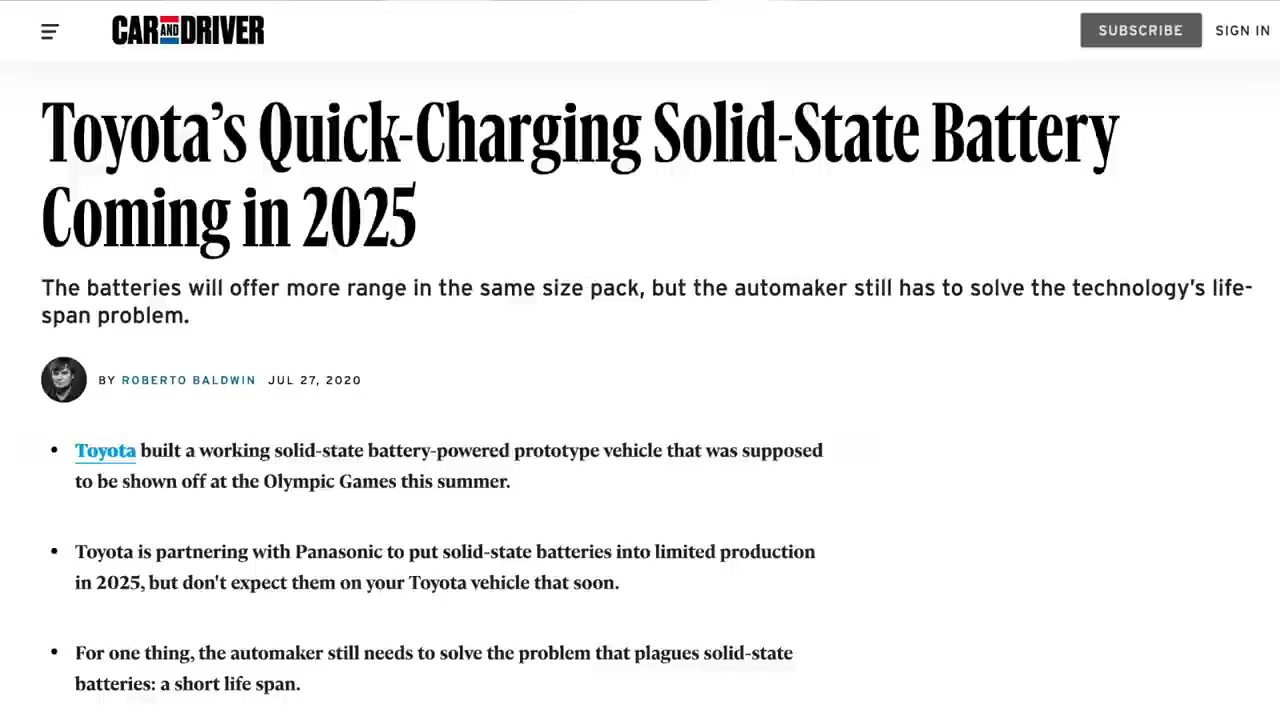 CAR AND DRIVER
SUBSCRIBE SIGN IN
Toyota’s Quick-Charging Solid-State Battery
Coming in 2025
The batteries will offer more range in the same size pack, but the automaker still has to solve the technology’s life-
span problem.
BY ROBERTO BALDWIN JUL 27, 2020
• Toyota built a working solid-state battery-powered prototype vehicle that was supposed
to be shown off at the Olympic Games this summer.
• Toyota is partnering with Panasonic to put solid-state batteries into limited production
in 2025, but don't expect them on your Toyota vehicle that soon.
• For one thing, the automaker still needs to solve the problem that plagues solid-state
batteries: a short life span.